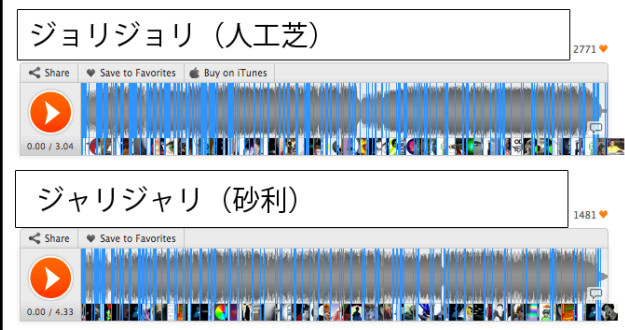 ジョリジョリ（人工芝）
2771
Share Save to Favorites Buy on iTunes
0.00 / 3.04
ジャリジャリ（砂利）
1481
Share Save to Favorites
0.00 / 4.33